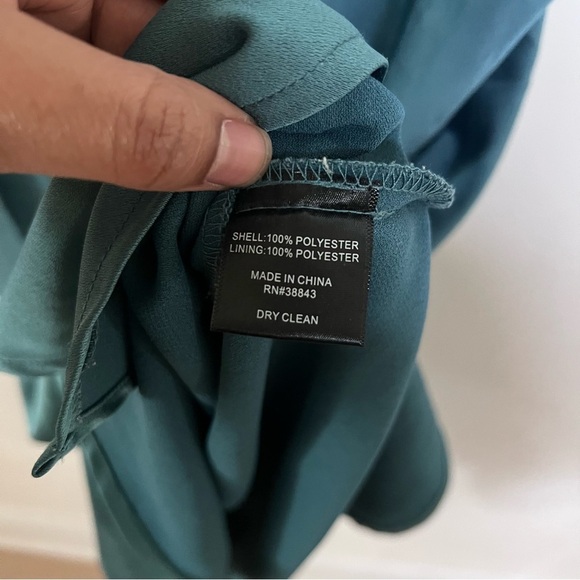 SHELL:100% POLYESTER
LINING:100% POLYESTER
MADE IN CHINA
RN#38843
DRY CLEAN